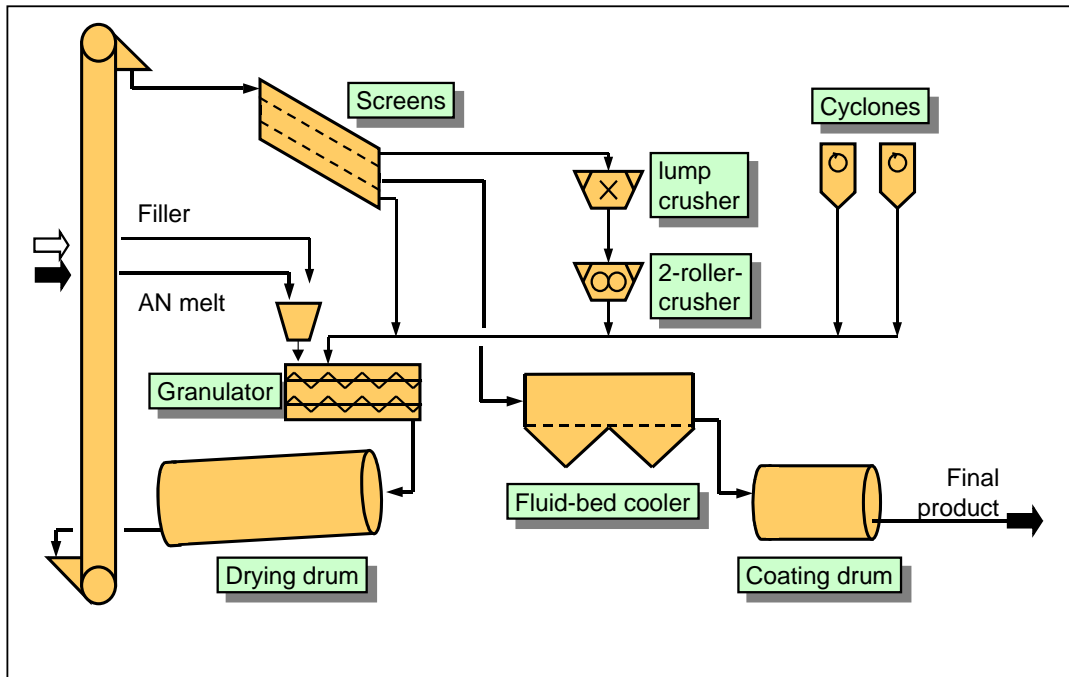 Screens
Cyclones
lump
crusher
Filler
2-roller-
crusher
AN melt
Granulator
Final
product
Fluid-bed cooler
Drying drum
Coating drum